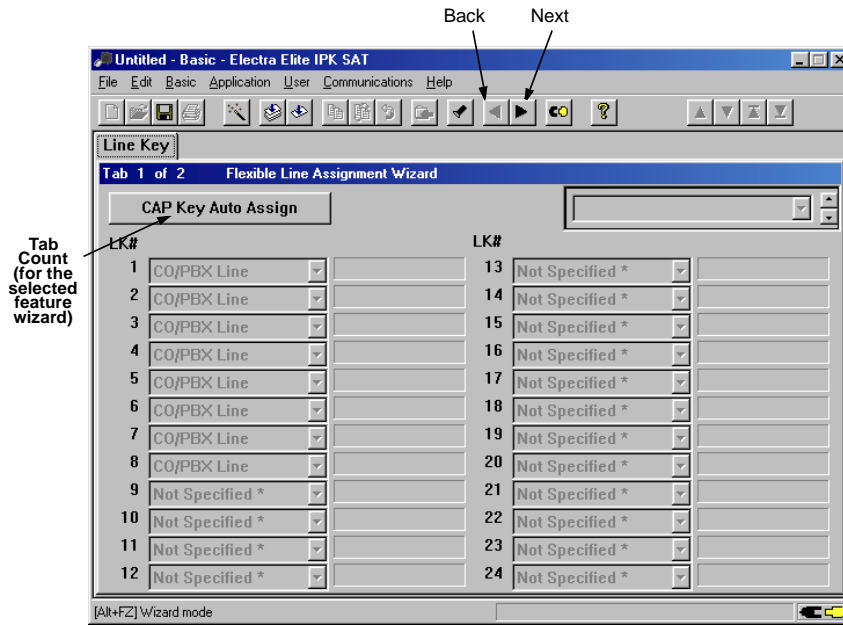 Back Next
Untitled - Basic - Electra Elite IPK SAT
File Edit Basic Application User Communications Help
Line Key
Tab 1 of 2 Flexible Line Assignment Wizard
CAP Key Auto Assign
Tab
Count
(for the
selected
feature
wizard)
LK# LK#
1 CO/PBX Line 13 Not Specified *
2 CO/PBX Line 14 Not Specified *
3 CO/PBX Line 15 Not Specified *
4 CO/PBX Line 16 Not Specified *
5 CO/PBX Line 17 Not Specified *
6 CO/PBX Line 18 Not Specified *
7 CO/PBX Line 19 Not Specified *
8 CO/PBX Line 20 Not Specified *
9 Not Specified * 21 Not Specified *
10 Not Specified * 22 Not Specified *
11 Not Specified * 23 Not Specified *
12 Not Specified * 24 Not Specified *
[Alt+FZ] Wizard mode